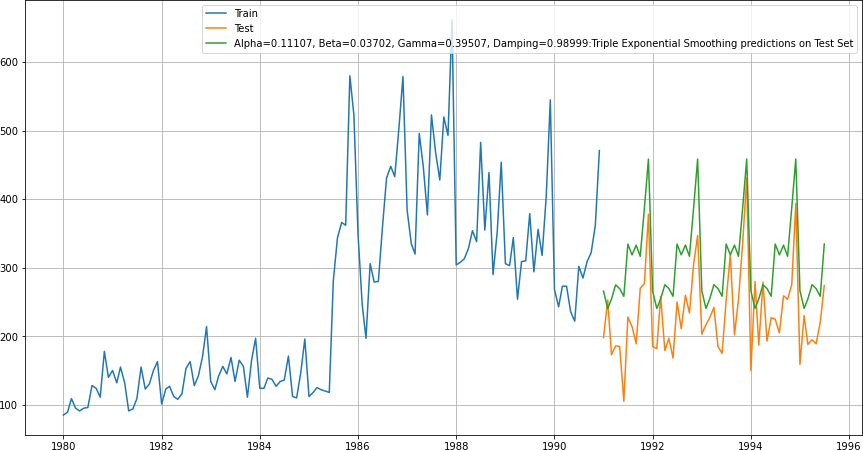 Train
Test
Alpha=0.11107, Beta=0.03702, Gamma=0.39507, Damping=0.98999:Triple Exponential Smoothing predictions on Test Set
600
500
400
300
200
100
1980 1982 1984 1986 1988 1990 1992 1994 1996